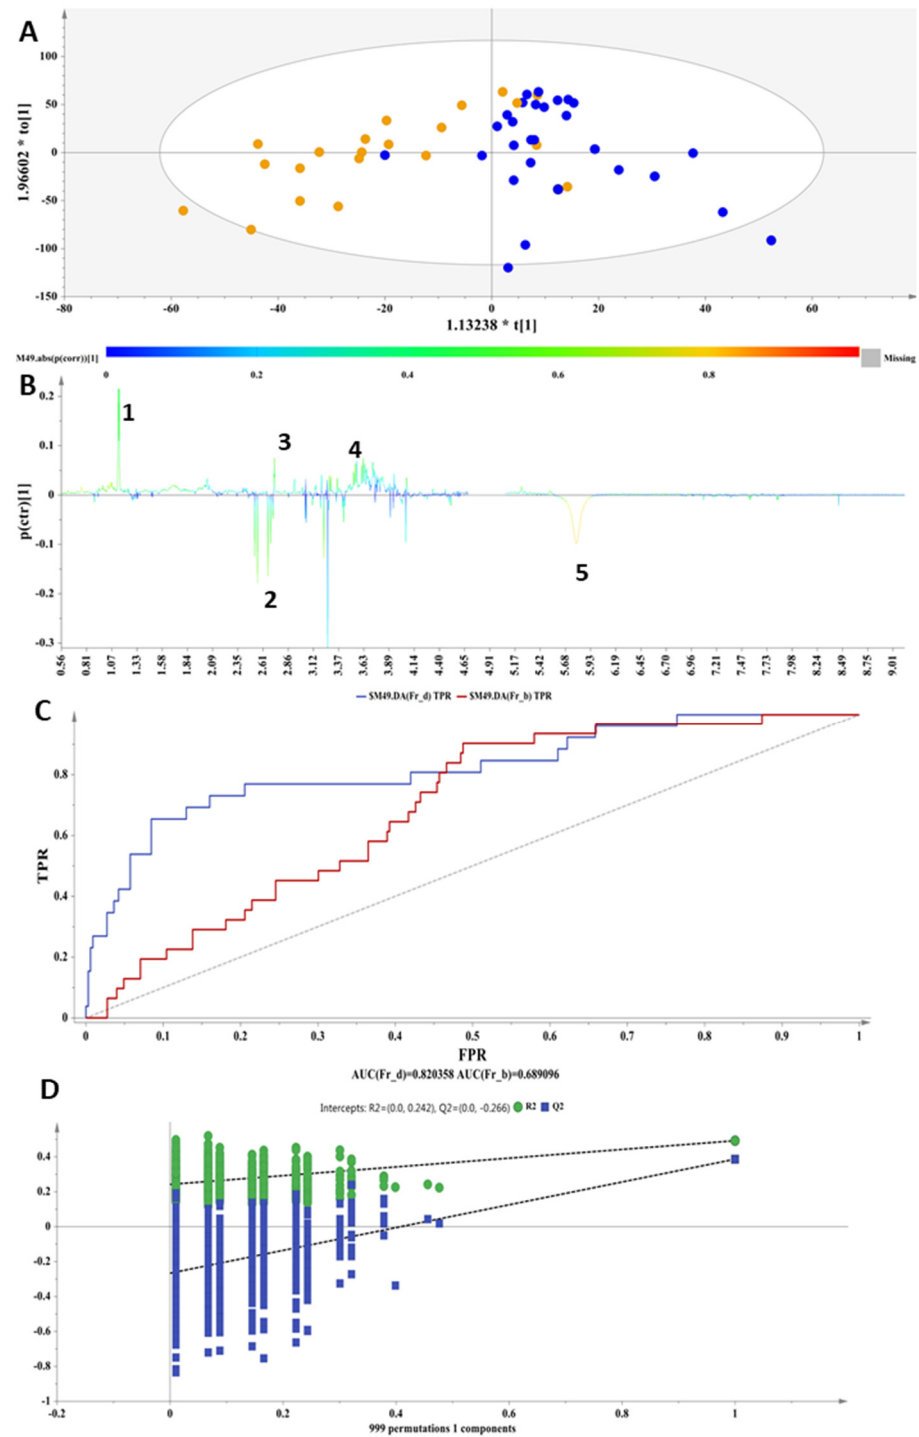 A
100
50
0
-50
-100
-150
1.96602 * to[1]
-80 -60 -40 -20 0 20 40 60
1.13238 * t[1]
M49.abs(p(corr))[1]
Missing
0 0.2 0.4 0.6 0.8
B
0.2
0.1
0
-0.1
-0.2
-0.3
p(ctr)[1]
1
2
3
4
5
0.56 0.81 1.07 1.33 1.58 1.84 2.09 2.35 2.61 2.86 3.12 3.37 3.63 3.89 4.14 4.40 4.65 4.91 5.17 5.42 5.68 5.93 6.19 6.45 6.70 6.96 7.21 7.47 7.73 7.98 8.24 8.49 8.75 9.01
$M49.DA(Fr_d) TPR $M49.DA(Fr_b) TPR
C
0.8
0.6
0.4
0.2
0
TPR
0 0.1 0.2 0.3 0.4 0.5 0.6 0.7 0.8 0.9 1
FPR
AUC(Fr_d)=0.820358 AUC(Fr_b)=0.689096
D
Intercepts: R2=(0.0, 0.242), Q2=(0.0, -0.266) R2 Q2
0.4
0.2
0
-0.2
-0.4
-0.6
-0.8
-1
-0.2 0 0.2 0.4 0.6 0.8 1
999 permutations 1 components